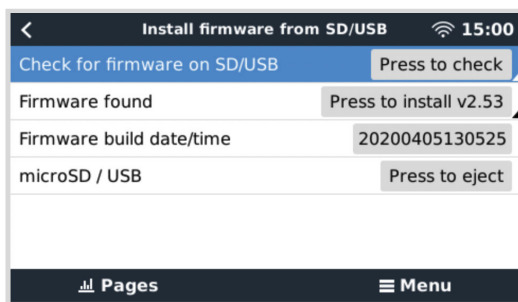 Install firmware from SD/USB 15:00
Check for firmware on SD/USB Press to check
Firmware found Press to install v2.53
Firmware build date/time 20200405130525
microSD / USB Press to eject
Pages Menu